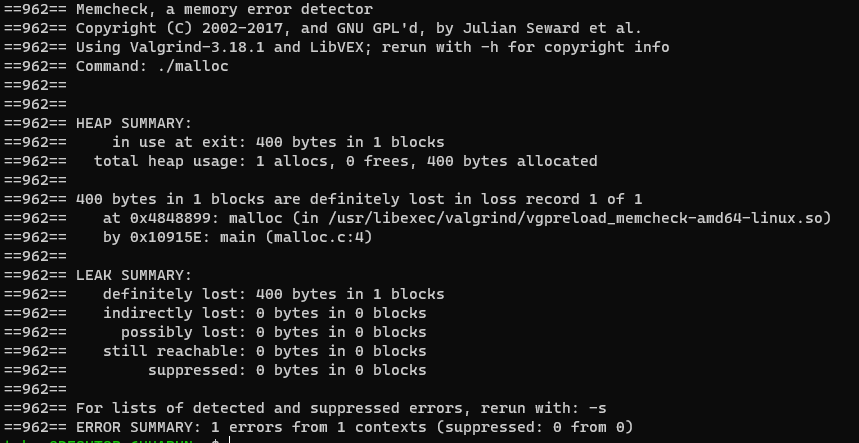 ==962== Memcheck, a memory error detector
==962== Copyright (C) 2002-2017, and GNU GPL'd, by Julian Seward et al.
==962== Using Valgrind-3.18.1 and LibVEX; rerun with -h for copyright info
==962== Command: ./malloc
==962==
==962==
==962== HEAP SUMMARY:
==962==     in use at exit: 400 bytes in 1 blocks
==962==   total heap usage: 1 allocs, 0 frees, 400 bytes allocated
==962==
==962== 400 bytes in 1 blocks are definitely lost in loss record 1 of 1
==962==    at 0x4848899: malloc (in /usr/libexec/valgrind/vgpreload_memcheck-amd64-linux.so)
==962==    by 0x10915E: main (malloc.c:4)
==962==
==962== LEAK SUMMARY:
==962==    definitely lost: 400 bytes in 1 blocks
==962==    indirectly lost: 0 bytes in 0 blocks
==962==      possibly lost: 0 bytes in 0 blocks
==962==    still reachable: 0 bytes in 0 blocks
==962==         suppressed: 0 bytes in 0 blocks
==962==
==962== For lists of detected and suppressed errors, rerun with: -s
==962== ERROR SUMMARY: 1 errors from 1 contexts (suppressed: 0 from 0)